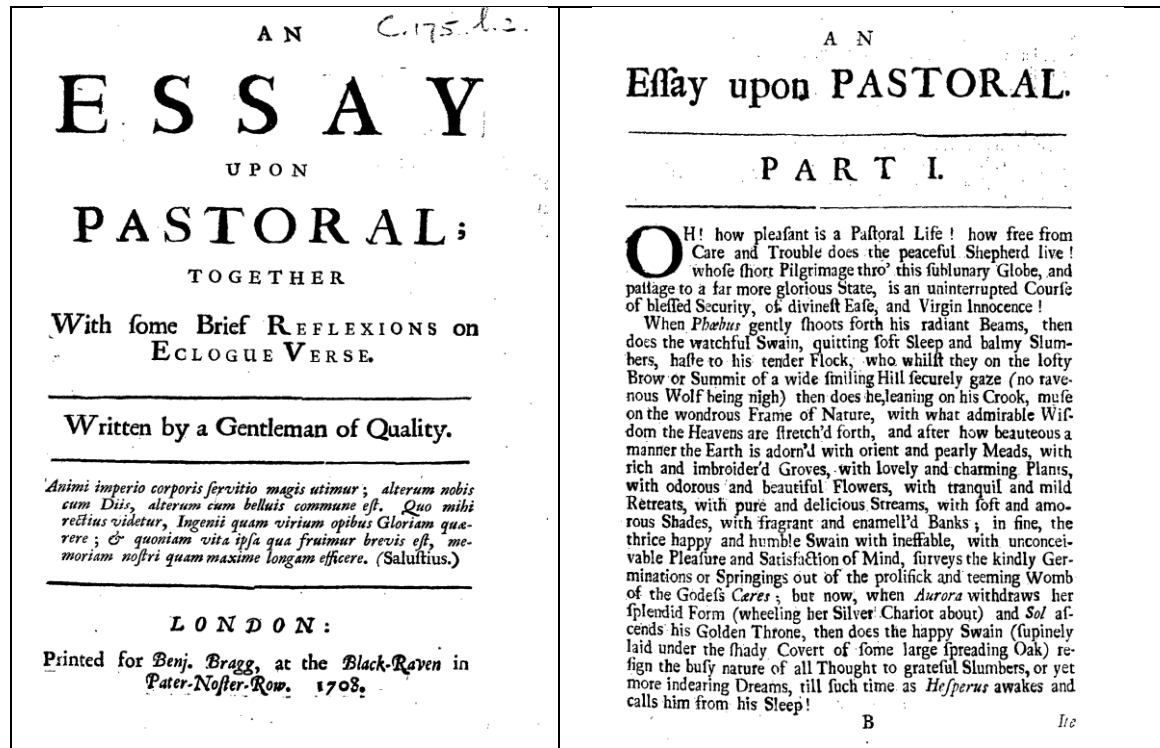 C.175.l.2.
AN
ESSAY
UPON
PASTORAL;
TOGETHER
With ſome Brief REFLEXIONS on
ECLOGUE VERSE.
Written by a Gentleman of Quality.
Animi imperio corporis ſervitio magis utimur; alterum nobis
cum Diis, alterum cum belluis commune eſt. Quo mihi
rectius videtur, Ingenii quam virium opibus Gloriam quæ-
rere; & quoniam vita ipſa qua fruimur brevis eſt, me-
moriam noſtri quam maxime longam efficere. (Saluſtius.)
LONDON:
Printed for Benj. Bragg, at the Black-Raven in
Pater-Noſter-Row. 1708.
AN
Eſſay upon PASTORAL.
PART I.
OH! how pleaſant is a Paſtoral Life! how free from
Care and Trouble does the peaceful Shepherd live!
whoſe ſhort Pilgrimage thro' this ſublunary Globe, and
paſſage to a far more glorious State, is an uninterrupted Courſe
of bleſſed Security, of divineſt Eaſe, and Virgin Innocence!
When Phœbus gently ſhoots forth his radiant Beams, then
does the watchful Swain, quitting ſoft Sleep and balmy Slum-
bers, haſte to his tender Flock, who whilſt they on the lofty
Brow or Summit of a wide ſmiling Hill ſecurely gaze (no rave-
nous Wolf being nigh) then does he,leaning on his Crook, muſe
on the wondrous Frame of Nature, with what admirable Wiſ-
dom the Heavens are ſtretch'd forth, and after how beauteous a
manner the Earth is adorn'd with orient and pearly Meads, with
rich and imbroider'd Groves, with lovely and charming Plants,
with odorous and beautiful Flowers, with tranquil and mild
Retreats, with pure and delicious Streams, with ſoft and amo-
rous Shades, with fragrant and enamell'd Banks; in fine, the
thrice happy and humble Swain with ineffable, with unconcei-
vable Pleaſure and Satisfaction of Mind, ſurveys the kindly Ger-
minations or Springings out of the prolifick and teeming Womb
of the Godeſs Cæres; but now, when Aurora withdraws her
ſplendid Form (wheeling her Silver Chariot about) and Sol aſ-
cends his Golden Throne, then does the happy Swain (ſupinely
laid under the ſhady Covert of ſome large ſpreading Oak) re-
ſign the buſy nature of all Thought to grateful Slumbers, or yet
more indearing Dreams, till ſuch time as Heſperus awakes and
calls him from his Sleep!
B
Ite